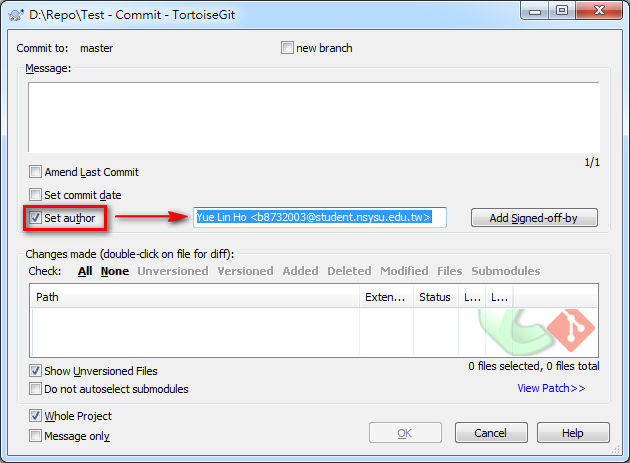 D:\Repo\Test - Commit - TortoiseGit
Commit to: master new branch
Message:
1/1
Amend Last Commit
Set commit date
Set author Yue Lin Ho <b8732003@student.nsysu.edu.tw> Add Signed-off-by
Changes made (double-click on file for diff):
Check: All None Unversioned Versioned Added Deleted Modified Files Submodules
Path Exten... Status L... L...
Show Unversioned Files 0 files selected, 0 files total
Do not autoselect submodules View Patch>>
Whole Project
Message only OK Cancel Help